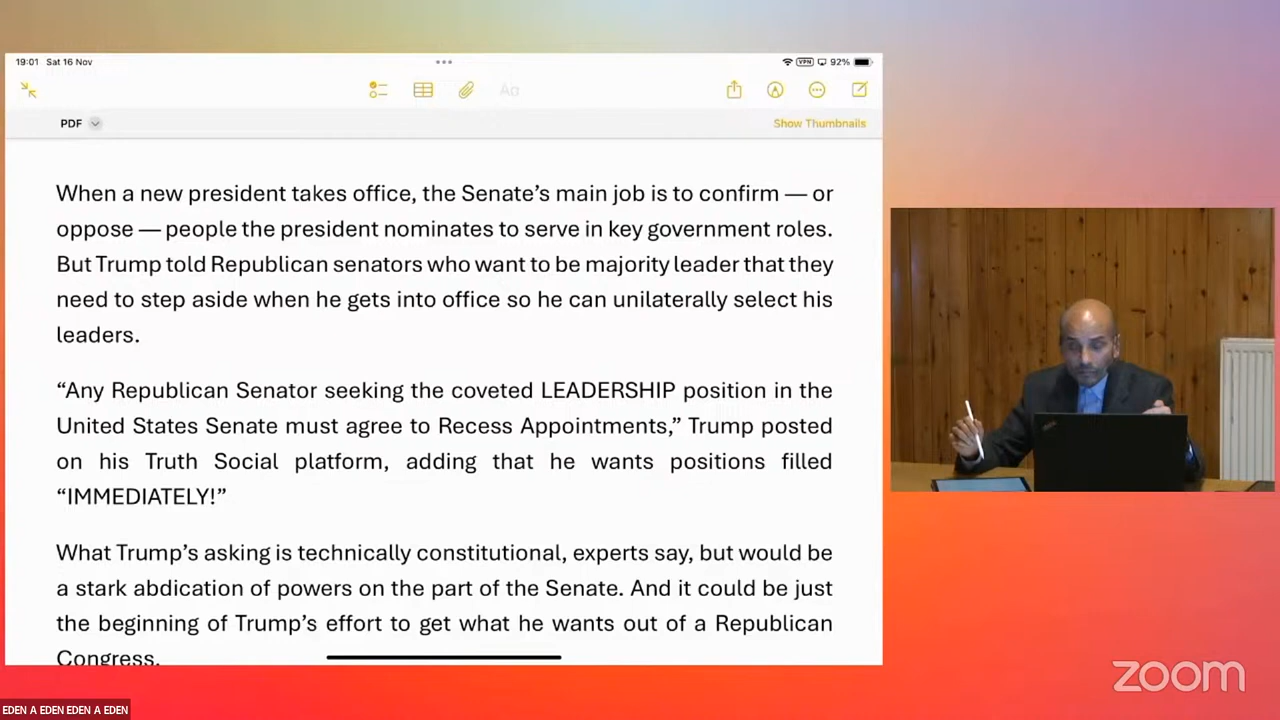 19:01 Sat 16 Nov
VPN 92%
PDF
Show Thumbnails
When a new president takes office, the Senate’s main job is to confirm — or
oppose — people the president nominates to serve in key government roles.
But Trump told Republican senators who want to be majority leader that they
need to step aside when he gets into office so he can unilaterally select his
leaders.
“Any Republican Senator seeking the coveted LEADERSHIP position in the
United States Senate must agree to Recess Appointments,” Trump posted
on his Truth Social platform, adding that he wants positions filled
“IMMEDIATELY!”
What Trump’s asking is technically constitutional, experts say, but would be
a stark abdication of powers on the part of the Senate. And it could be just
the beginning of Trump’s effort to get what he wants out of a Republican
Congress.
zoom
EDEN A EDEN EDEN A EDEN